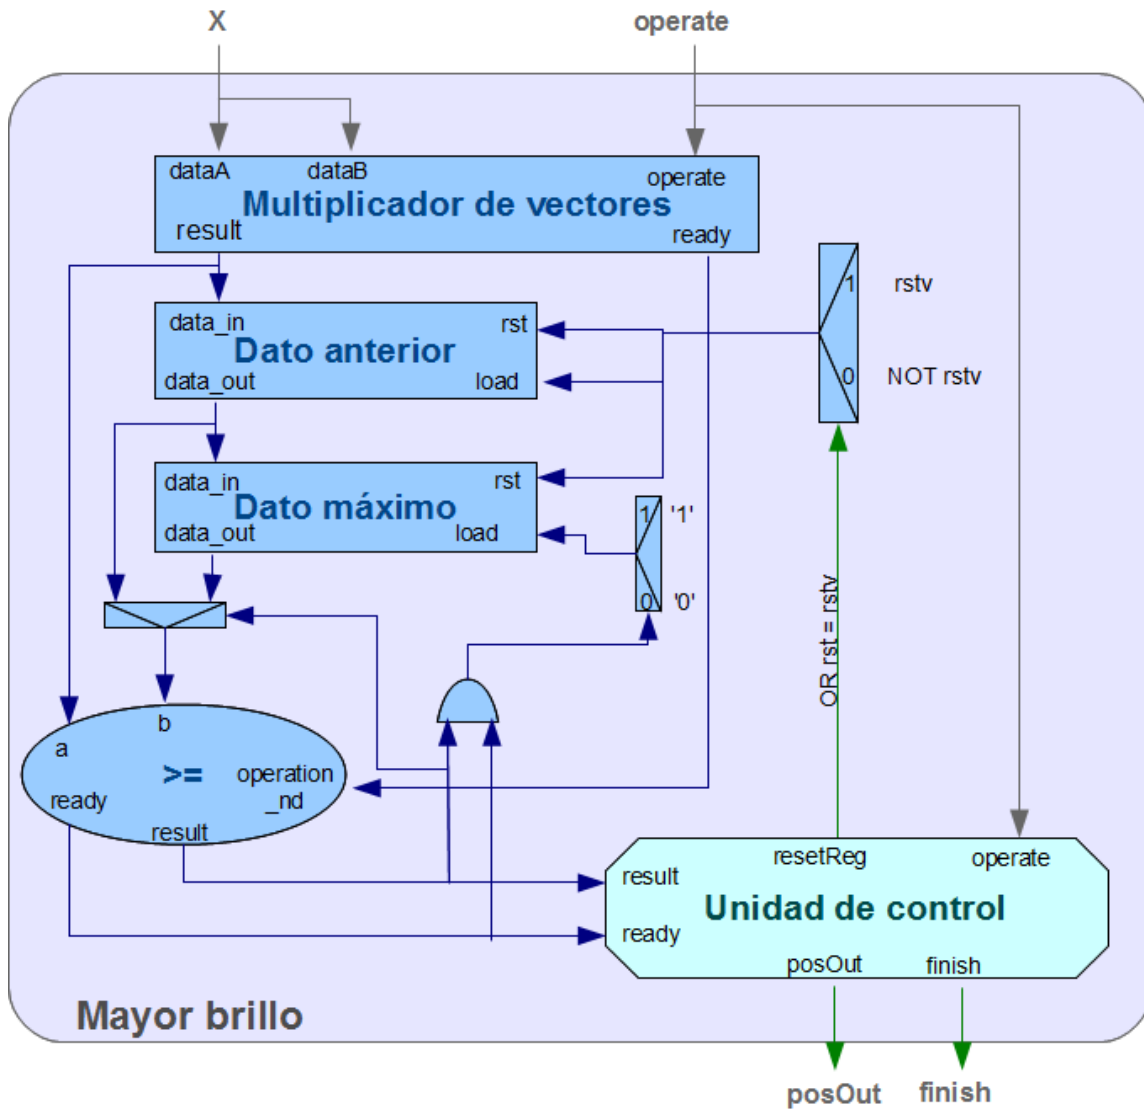 X operate
dataA dataB operate
Multiplicador de vectores
result ready
1 rstv
data_in rst
Dato anterior
data_out load
0 NOT rstv
data_in rst
Dato máximo
data_out load
1 '1'
0 '0'
OR rst = rstv
b
a
>= operation
ready _nd
result
resetReg operate
result
Unidad de control
ready
posOut finish
Mayor brillo
posOut finish